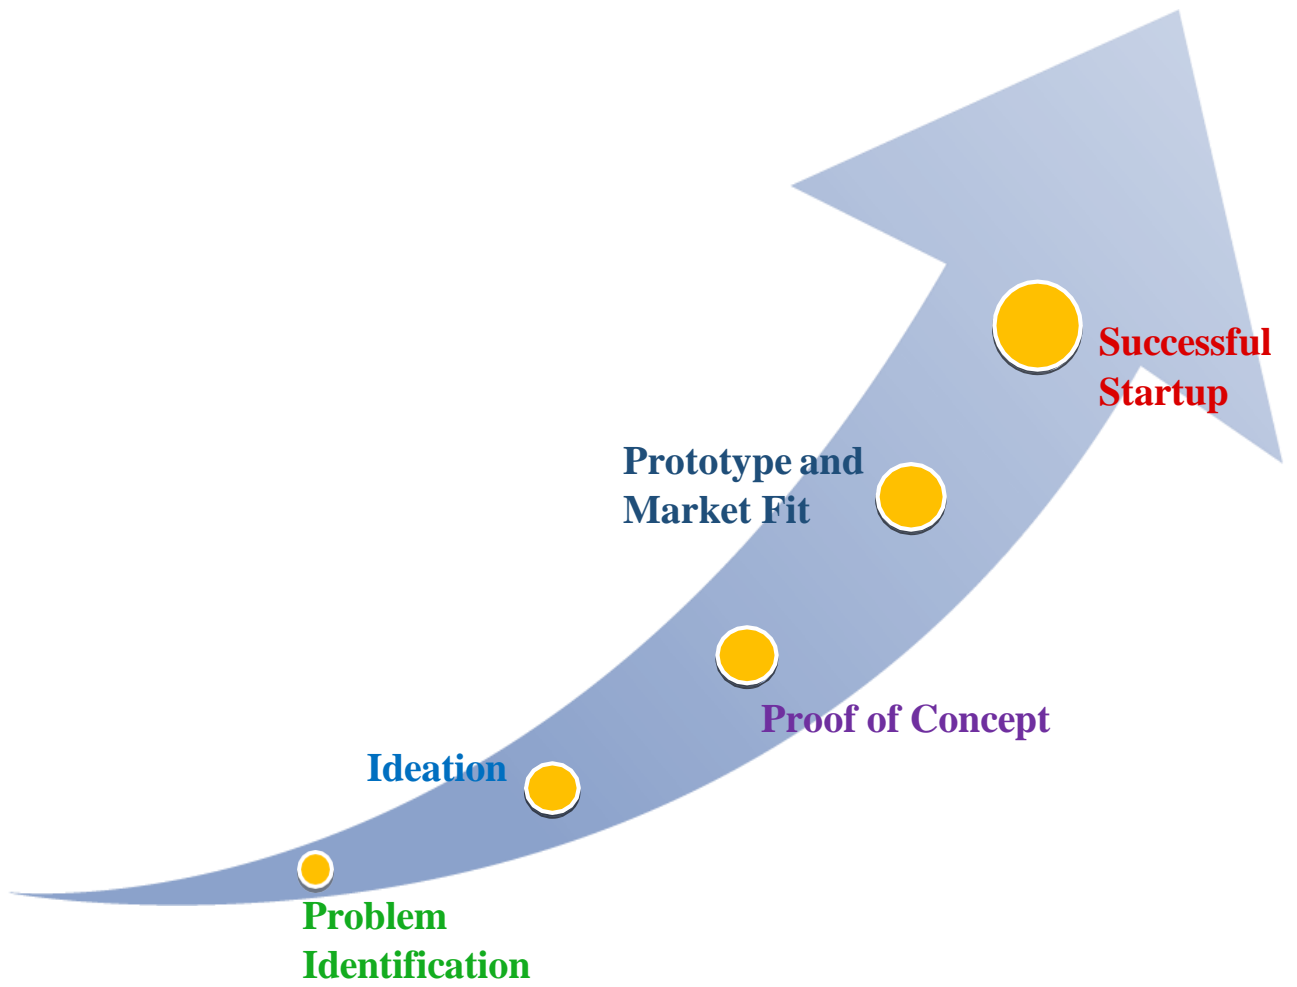 Successful
Startup
Prototype and
Market Fit
Proof of Concept
Ideation
Problem
Identification